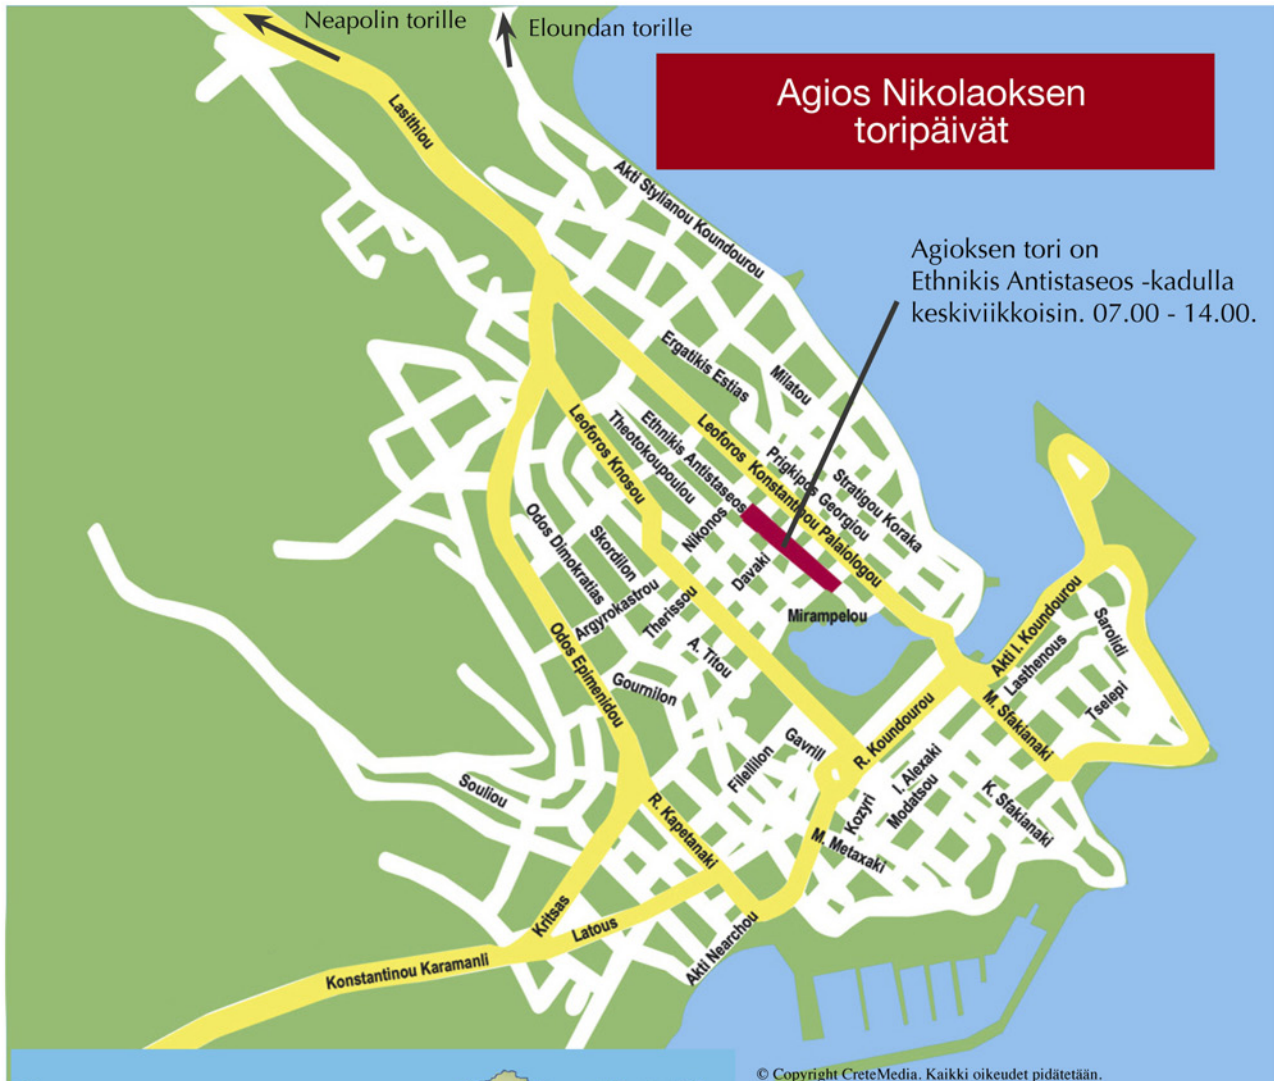 Neapolin torille
Eloundan torille
Agios Nikolaoksen
toripäivät
Lasithiou
Akti Stylianou Koundourou
Agioksen tori on
Ethnikis Antistaseos -kadulla
keskiviikkoisin. 07.00 - 14.00.
Ergatikis Estias
Milatou
Leoforos Knosou
Theotokoupoulou
Ethnikis Antistaseos
Leoforos Konstantinou Palaiologou
Prigkipos Georgiou
Stratigou Koraka
Odos Dimokratias
Skordilon
Nikonos
Davaki
Argyrokastrou
Therissou
Mirampelou
Odos Epimenidou
A. Titou
Gournilon
Akti I. Koundourou
Lasthenous
Sarolidi
Tselepi
M. Sfakianaki
R. Koundourou
Gavrill
Filellilon
I. Alexaki
Modatsou
Kozyri
K. Sfakianaki
M. Metaxaki
Souliou
R. Kapetanaki
Kritsas
Latous
Akti Nearchou
Konstantinou Karamanli
© Copyright CreteMedia. Kaikki oikeudet pidätetään.